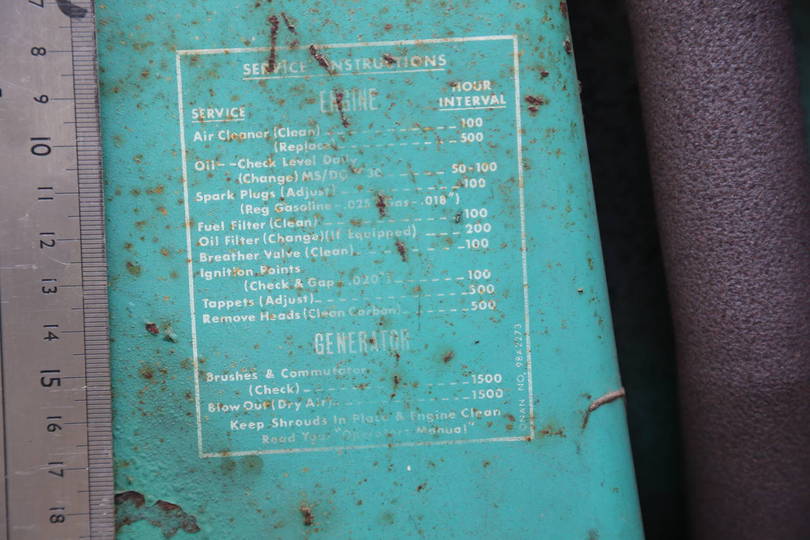 7
8
9
10
11
12
13
14
15
16
17
18
SERVICE INSTRUCTIONS
ENGINE
HOUR
SERVICE INTERVAL
Air Cleaner (Clean) 100
(Replace) 500
Oil--Check Level Daily
(Change) MS/DG 30 50-100
Spark Plugs (Adjust) 100
(Reg Gasoline-.025" Gas-.018")
Fuel Filter (Clean) 100
Oil Filter (Change)(If Equipped) 200
Breather Valve (Clean) 100
Ignition Points
(Check & Gap .020") 100
Tappets (Adjust) 500
Remove Heads (Clean Carbon) 500
GENERATOR
Brushes & Commutator
(Check) 1500
Blow Out (Dry Air) 1500
Keep Shrouds In Place & Engine Clean
Read Your "Operators Manual"
ONAN NO.